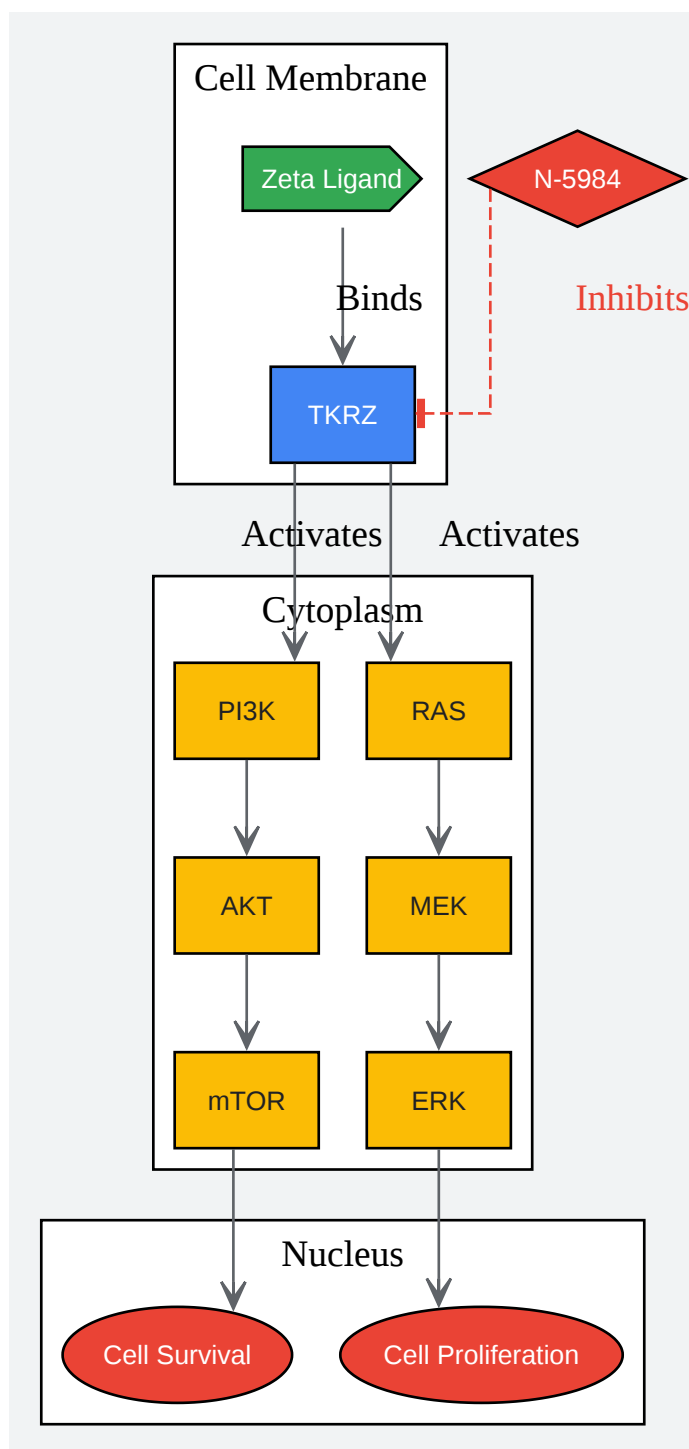 Cell Membrane
Zeta Ligand
N-5984
Binds
Inhibits
TKRZ
Activates
Activates
Cytoplasm
PI3K
RAS
AKT
MEK
mTOR
ERK
Nucleus
Cell Survival
Cell Proliferation